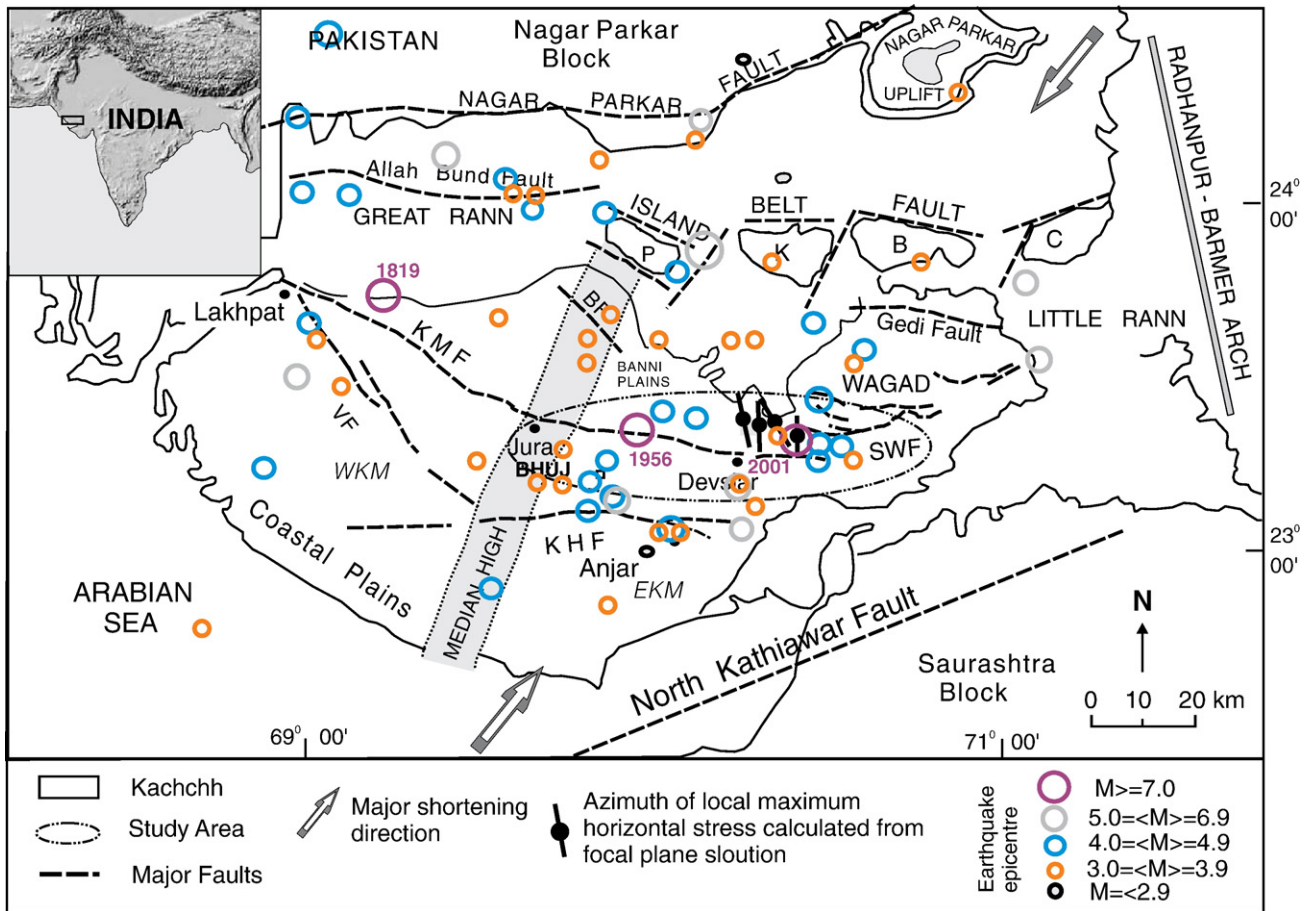 INDIA
PAKISTAN
Nagar Parkar
Block
NAGAR PARKAR
UPLIFT
NAGAR PARKAR FAULT
RADHANPUR - BARMER ARCH
Allah Bund Fault
GREAT RANN
ISLAND BELT FAULT
24⁰
00'
P
K
B
C
1819
Lakhpat
KMF
BF
BANNI
PLAINS
Gedi Fault
LITTLE RANN
WAGAD
VF
WKM
Jura
BHUJ
1956
2001
Devsar
SWF
Coastal Plains
KHF
Anjar
EKM
23⁰
00'
MEDIAN HIGH
ARABIAN
SEA
North Kathiawar Fault
Saurashtra
Block
N
0 10 20 km
69⁰ 00'
71⁰ 00'
Kachchh
Study Area
Major Faults
Major shortening
direction
Azimuth of local maximum
horizontal stress calculated from
focal plane sloution
Earthquake
epicentre
M>=7.0
5.0=<M>=6.9
4.0=<M>=4.9
3.0=<M>=3.9
M=<2.9